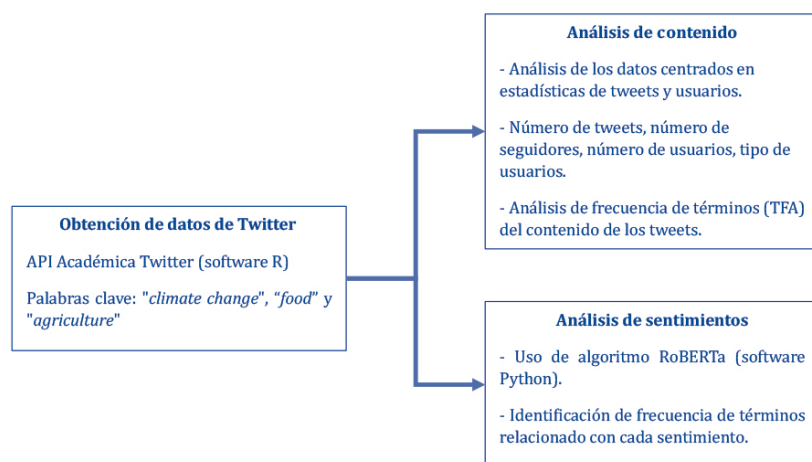 Obtención de datos de Twitter
API Académica Twitter (software R)
Palabras clave: "climate change", “food” y
"agriculture"
Análisis de contenido
- Análisis de los datos centrados en
estadísticas de tweets y usuarios.
- Número de tweets, número de
seguidores, número de usuarios, tipo de
usuarios.
- Análisis de frecuencia de términos (TFA)
del contenido de los tweets.
Análisis de sentimientos
- Uso de algoritmo RoBERTa (software
Python).
- Identificación de frecuencia de términos
relacionado con cada sentimiento.